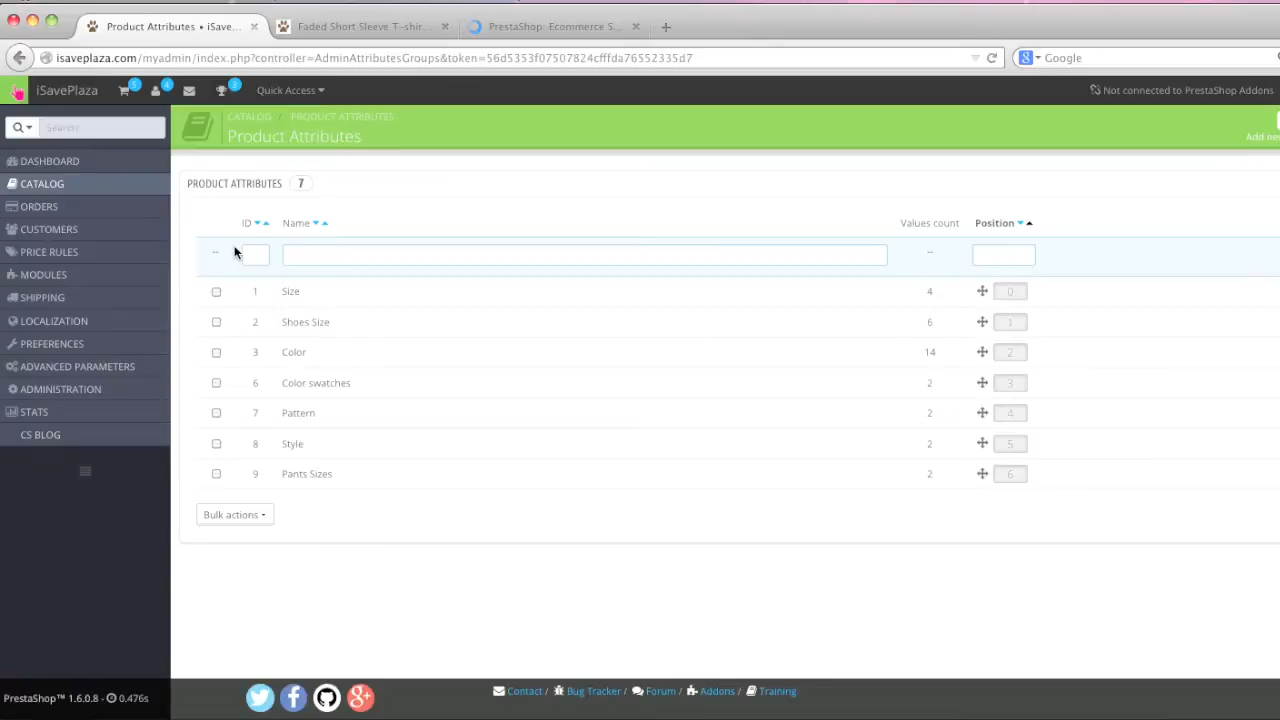 Product Attributes • iSave... Faded Short Sleeve T-shir... PrestaShop: Ecommerce S...
isaveplaza.com/myadmin/index.php?controller=AdminAttributesGroups&token=56d5353f07507824cfffda76552335d7 Google
iSavePlaza 5 4 3 Quick Access Not connected to PrestaShop Addons
Search
DASHBOARD
CATALOG
ORDERS
CUSTOMERS
PRICE RULES
MODULES
SHIPPING
LOCALIZATION
PREFERENCES
ADVANCED PARAMETERS
ADMINISTRATION
STATS
CS BLOG
PrestaShop™ 1.6.0.8 - 0.476s
CATALOG / PRODUCT ATTRIBUTES
Product Attributes
Add ne
PRODUCT ATTRIBUTES 7
ID Name Values count Position
-- --
1 Size 4 0
2 Shoes Size 6 1
3 Color 14 2
6 Color swatches 2 3
7 Pattern 2 4
8 Style 2 5
9 Pants Sizes 2 6
Bulk actions
Contact / Bug Tracker / Forum / Addons / Training